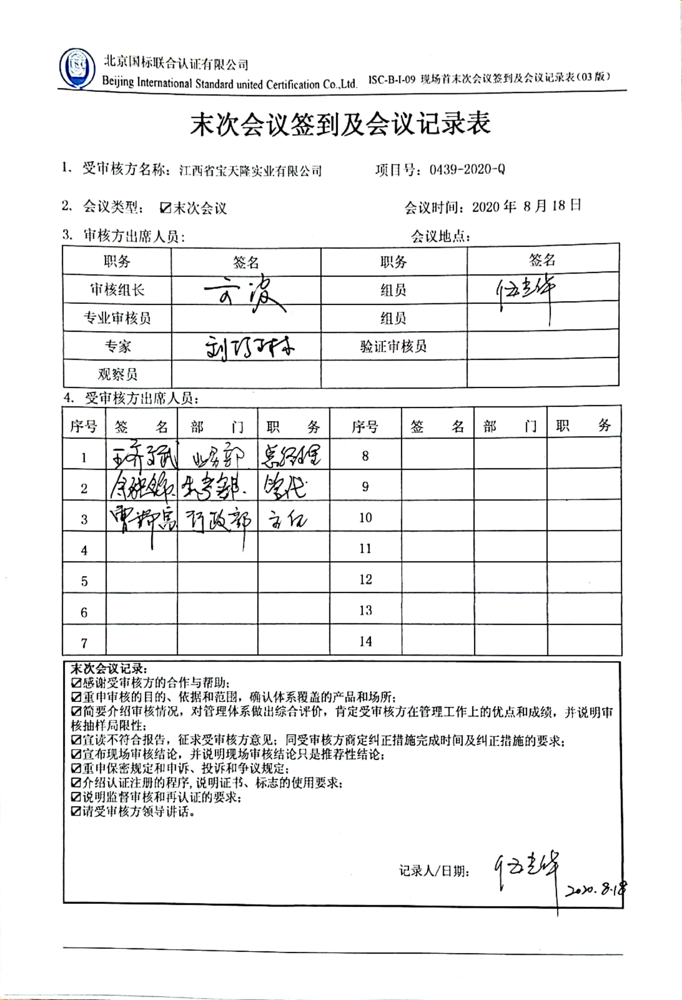 北京国标联合认证有限公司
Beijing International Standard united Certification Co.,Ltd. ISC-B-I-09 现场首末次会议签到及会议记录表(03版)
末次会议签到及会议记录表
1. 受审核方名称: 江西省宝天隆实业有限公司 项目号: 0439-2020-Q
2. 会议类型: ☑末次会议 会议时间: 2020年 8月18日
3. 审核方出席人员: 会议地点:
职务 签名 职务 签名
审核组长 组员 伍光华
专业审核员 组员
专家 刘巧林 验证审核员
观察员
4. 受审核方出席人员:
序号 签 名 部 门 职 务 序号 签 名 部 门 职 务
1 业务部 总经理 8
2 管代 9
3 行政部 主任 10
4 11
5 12
6 13
7 14
末次会议记录:
☑感谢受审核方的合作与帮助;
☑重申审核的目的、依据和范围,确认体系覆盖的产品和场所;
☑简要介绍审核情况,对管理体系做出综合评价,肯定受审核方在管理工作上的优点和成绩,并说明审
核抽样局限性;
☑宣读不符合报告,征求受审核方意见;同受审核方商定纠正措施完成时间及纠正措施的要求;
☑宣布现场审核结论,并说明现场审核结论只是推荐性结论;
☑重申保密规定和申诉、投诉和争议规定;
☑介绍认证注册的程序,说明证书、标志的使用要求;
☑说明监督审核和再认证的要求;
☑请受审核方领导讲话。
记录人/日期: 伍光华
2020.8.18